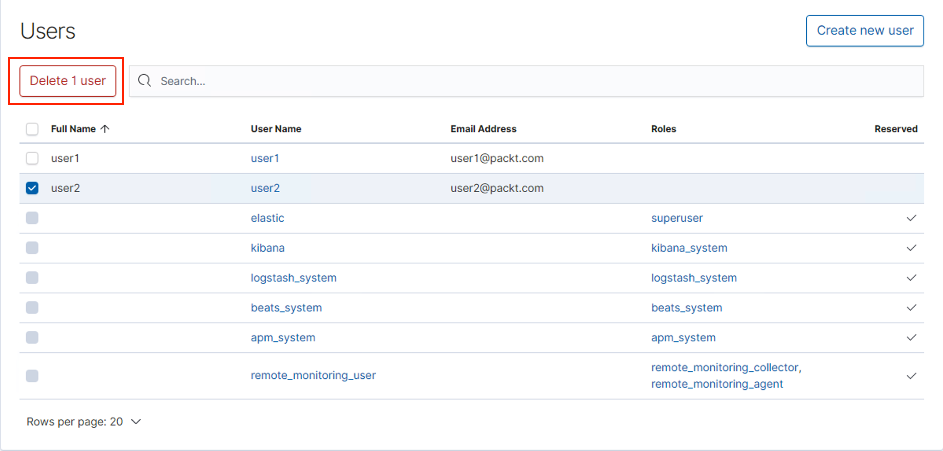 Users
Create new user
Delete 1 user
Search...
Full Name User Name Email Address Roles Reserved
user1 user1 user1@packt.com
user2 user2 user2@packt.com
elastic superuser
kibana kibana_system
logstash_system logstash_system
beats_system beats_system
apm_system apm_system
remote_monitoring_user remote_monitoring_collector,
remote_monitoring_agent
Rows per page: 20